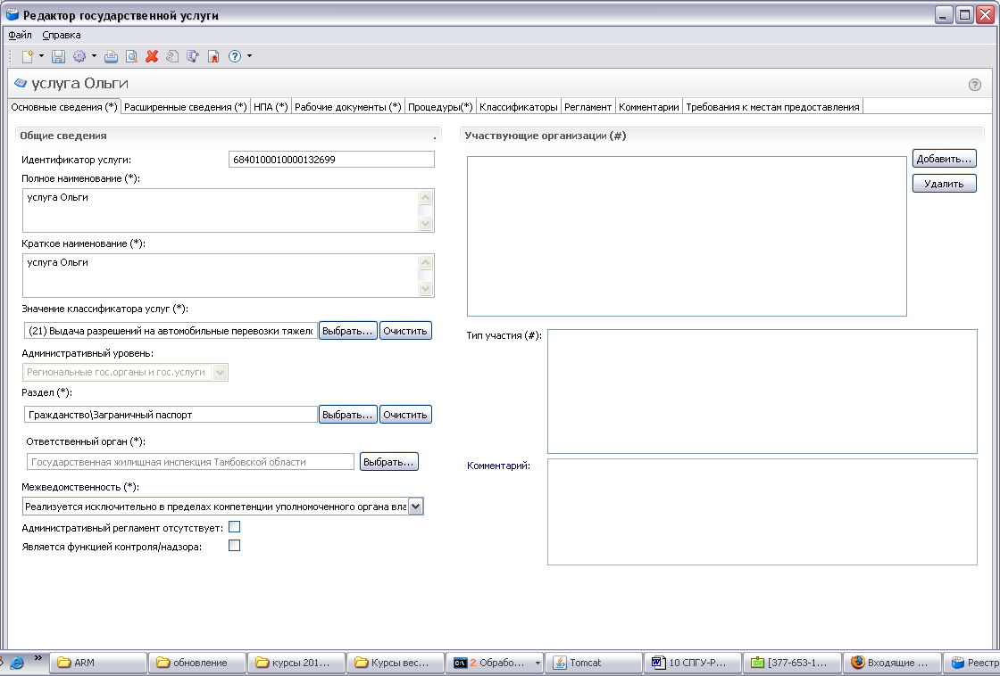 Редактор государственной услуги
Файл Справка
услуга Ольги
Основные сведения (*) Расширенные сведения (*) НПА (*) Рабочие документы (*) Процедуры(*) Классификаторы Регламент Комментарии Требования к местам предоставления
Общие сведения
Идентификатор услуги: 6840100010000132699
Полное наименование (*):
услуга Ольги
Краткое наименование (*):
услуга Ольги
Значение классификатора услуг (*):
(21) Выдача разрешений на автомобильные перевозки тяжело Выбрать... Очистить
Административный уровень:
Региональные гос.органы и гос.услуги
Раздел (*):
Гражданство\Заграничный паспорт Выбрать... Очистить
Ответственный орган (*):
Государственная жилищная инспекция Тамбовской области Выбрать...
Межведомственность (*):
Реализуется исключительно в пределах компетенции уполномоченного органа вла
Административный регламент отсутствует:
Является функцией контроля/надзора:
Участвующие организации (#)
Добавить...
Удалить
Тип участия (#):
Комментарий:
ARM обновление курсы 201... Курсы вес... 2 Обрабо... Tomcat 10 СПГУ-Р... [377-653-1... Входящие ... Реестр